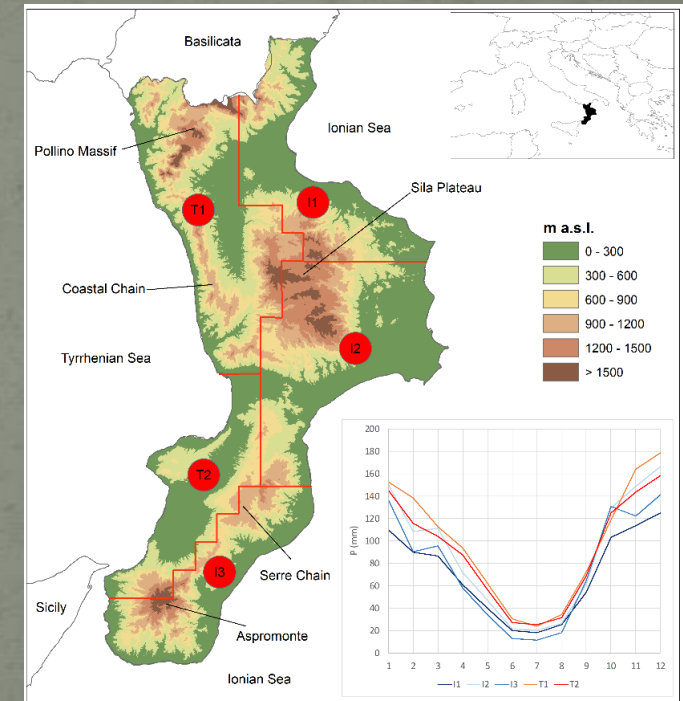 Basilicata
Ionian Sea
Pollino Massif
Sila Plateau
T1
I1
m a.s.l.
0 - 300
300 - 600
600 - 900
900 - 1200
1200 - 1500
> 1500
Coastal Chain
Tyrrhenian Sea
I2
T2
I3
Serre Chain
Sicily
Aspromonte
Ionian Sea
200
180
160
140
120
100
80
60
40
20
0
P (mm)
1 2 3 4 5 6 7 8 9 10 11 12
I1 I2 I3 T1 T2